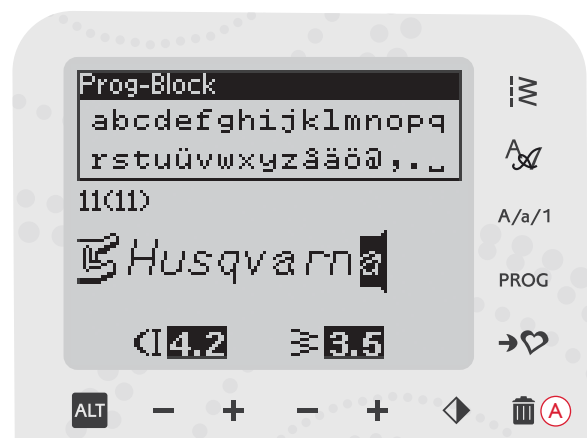 Prog-Block
abcdefghijklmnopq
rstuüvwxyzåäö@,.␣
11(11)
Husqvarna
4.2 3.5
A/a/1
PROG
ALT − + − + A